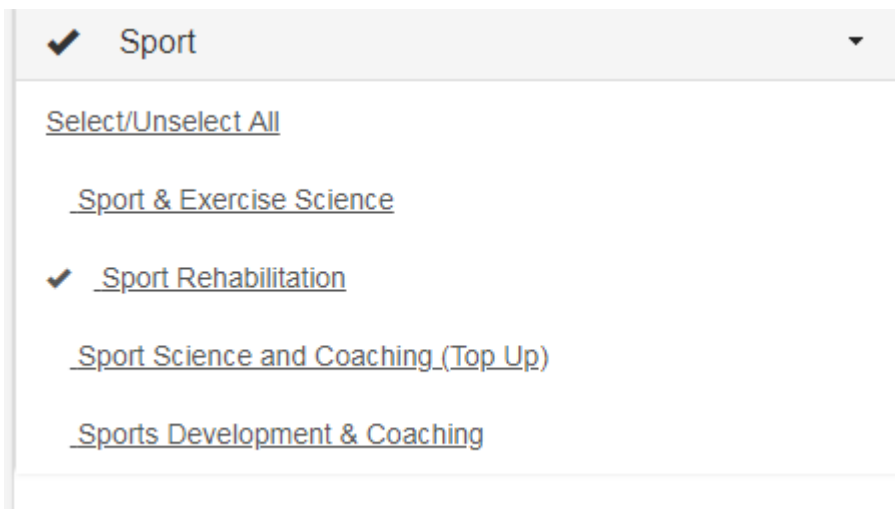 Sport
Select/Unselect All
Sport & Exercise Science
Sport Rehabilitation
Sport Science and Coaching (Top Up)
Sports Development & Coaching